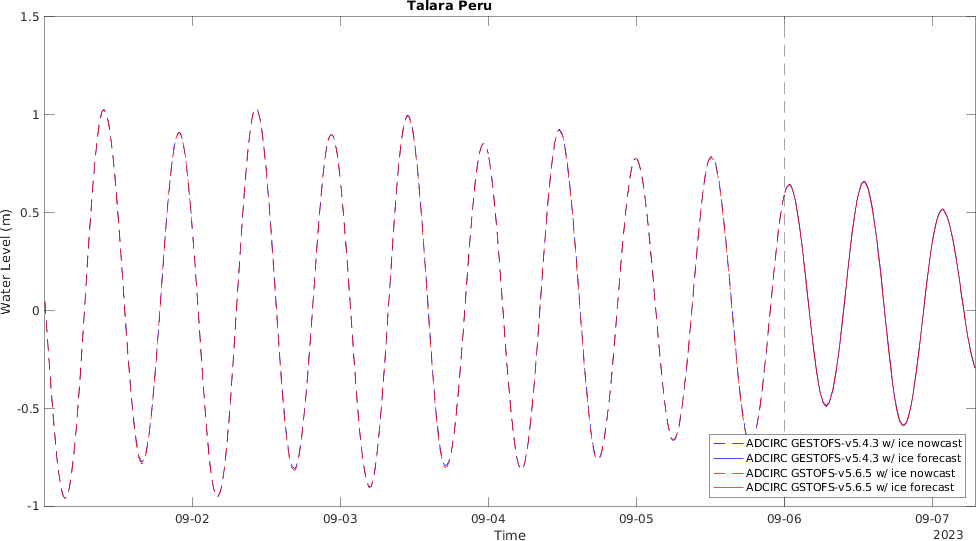 Talara Peru
1.5
1
0.5
0
-0.5
-1
Water Level (m)
09-02
09-03
09-04
09-05
09-06
09-07
Time
2023
ADCIRC GESTOFS-v5.4.3 w/ ice nowcast
ADCIRC GESTOFS-v5.4.3 w/ ice forecast
ADCIRC GSTOFS-v5.6.5 w/ ice nowcast
ADCIRC GSTOFS-v5.6.5 w/ ice forecast